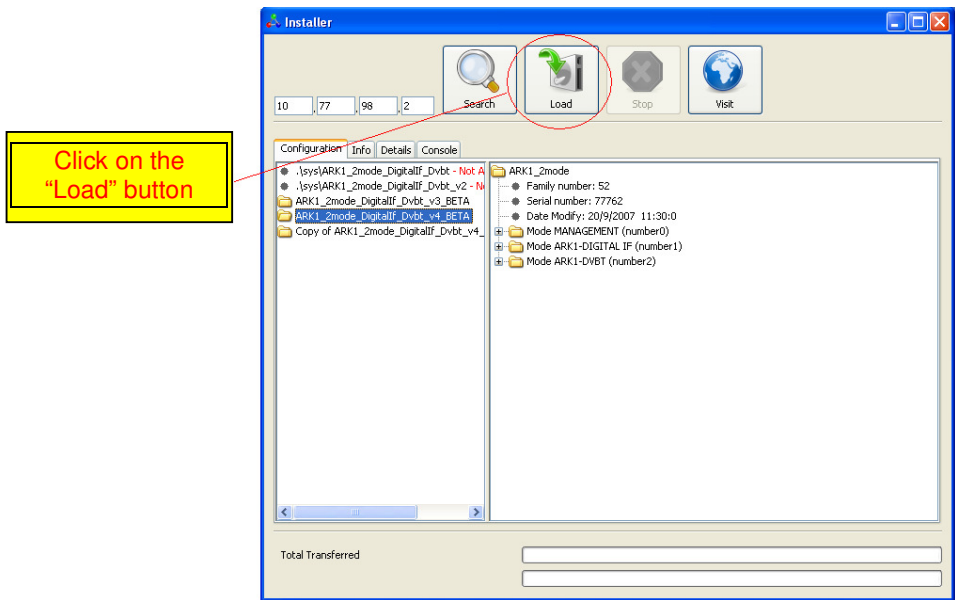 Installer
Search
Load
Stop
Visit
10 ,77 ,98 ,2
Click on the
“Load” button
Configuration Info Details Console
.\sys\ARK1_2mode_DigitalIf_Dvbt - Not A
.\sys\ARK1_2mode_DigitalIf_Dvbt_v2 - N
ARK1_2mode_DigitalIf_Dvbt_v3_BETA
ARK1_2mode_DigitalIf_Dvbt_v4_BETA
Copy of ARK1_2mode_DigitalIf_Dvbt_v4_
ARK1_2mode
Family number: 52
Serial number: 77762
Date Modify: 20/9/2007 11:30:0
Mode MANAGEMENT (number0)
Mode ARK1-DIGITAL IF (number1)
Mode ARK1-DVBT (number2)
Total Transferred